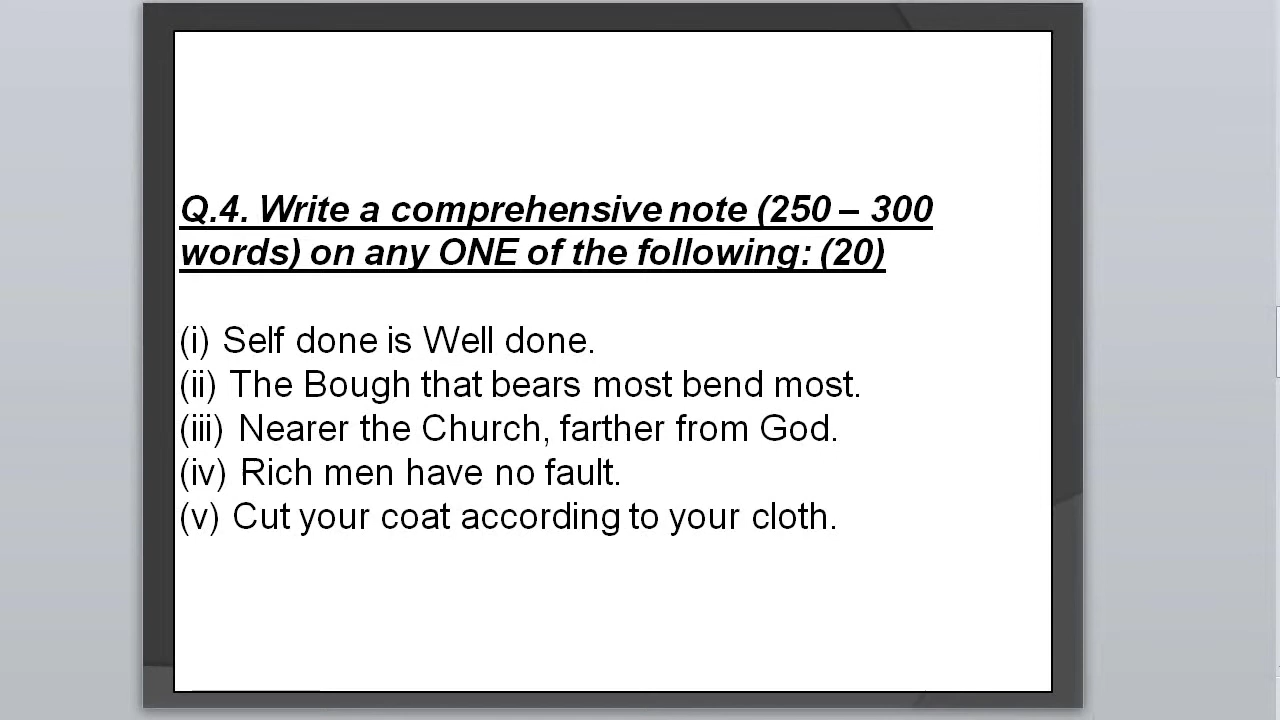 Q.4. Write a comprehensive note (250 – 300
words) on any ONE of the following: (20)
(i) Self done is Well done.
(ii) The Bough that bears most bend most.
(iii) Nearer the Church, farther from God.
(iv) Rich men have no fault.
(v) Cut your coat according to your cloth.